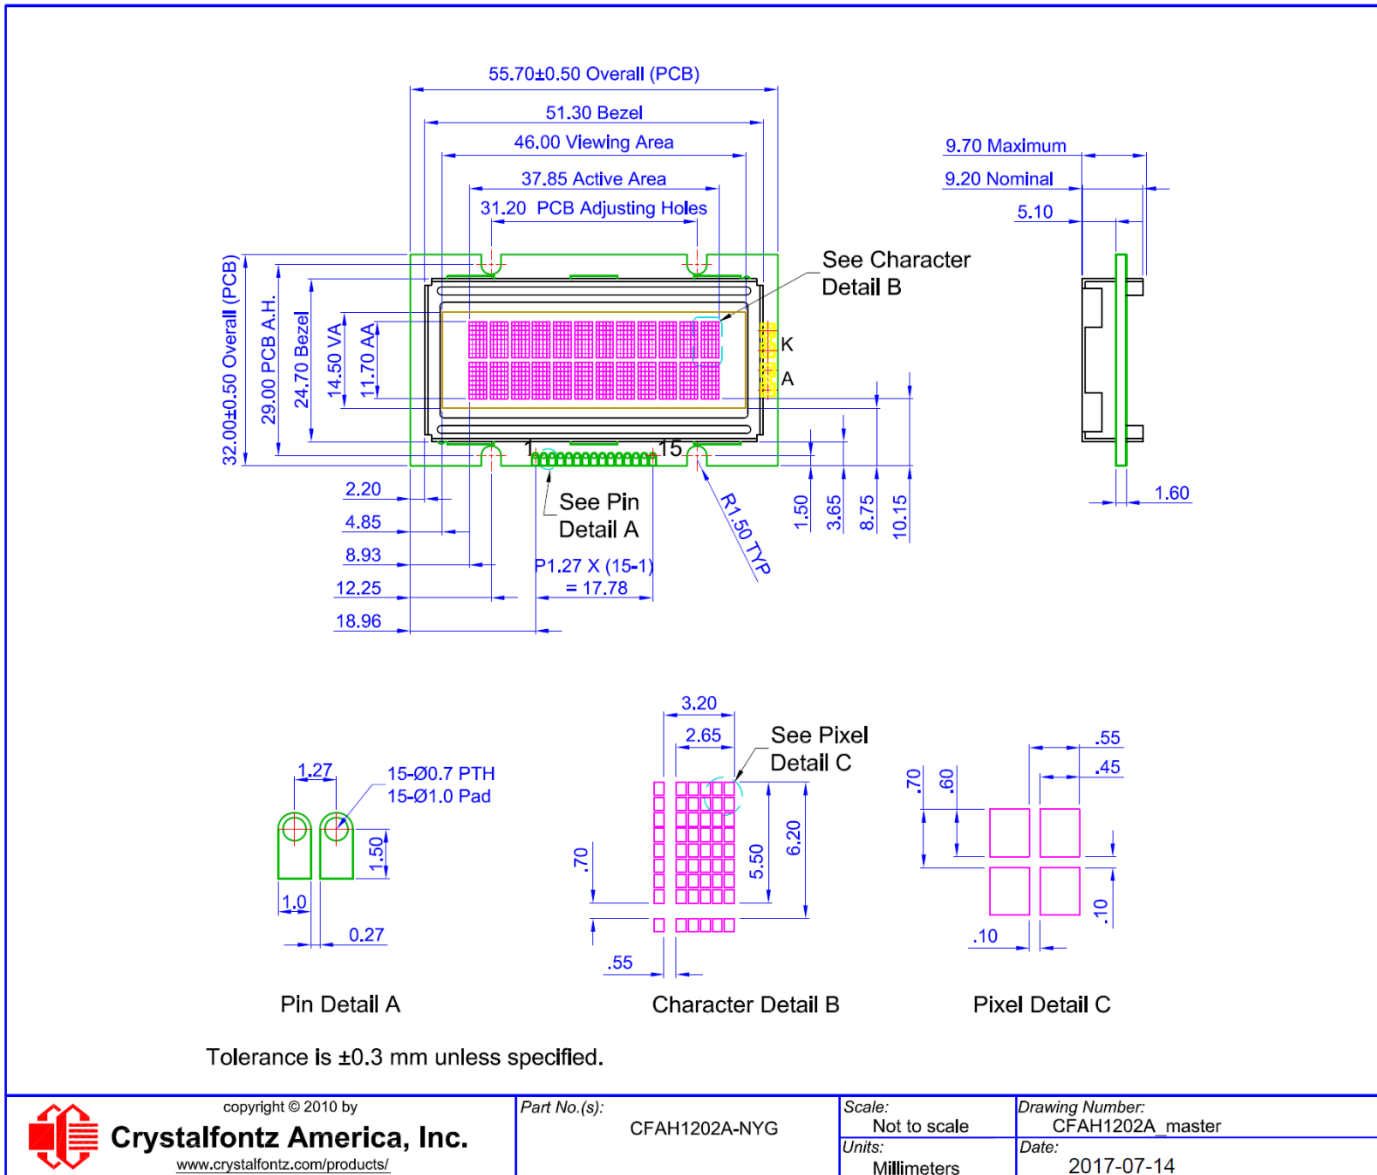 55.70±0.50 Overall (PCB)
51.30 Bezel
46.00 Viewing Area
37.85 Active Area
31.20 PCB Adjusting Holes
9.70 Maximum
9.20 Nominal
5.10
See Character
Detail B
32.00±0.50 Overall (PCB)
29.00 PCB A.H.
24.70 Bezel
14.50 VA
11.70 AA
K
A
1
15
See Pin
Detail A
2.20
4.85
8.93
12.25
18.96
P1.27 X (15-1)
= 17.78
R1.50 TYP
1.50
3.65
8.75
10.15
1.60
1.27
15-Ø0.7 PTH
15-Ø1.0 Pad
1.50
1.0
0.27
Pin Detail A
3.20
2.65
See Pixel
Detail C
.70
5.50
6.20
.55
Character Detail B
.55
.45
.70
.60
.10
.10
Pixel Detail C
Tolerance is ±0.3 mm unless specified.
copyright © 2010 by
Crystalfontz America, Inc.
www.crystalfontz.com/products/
Part No.(s):
CFAH1202A-NYG
Scale:
Not to scale
Units:
Millimeters
Drawing Number:
CFAH1202A_master
Date:
2017-07-14